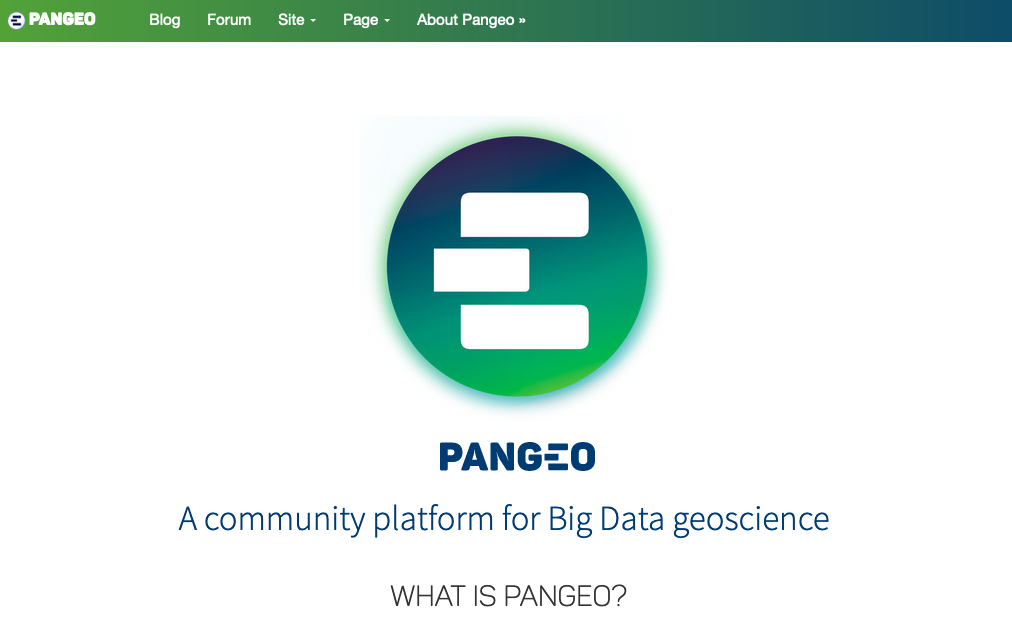 PANGEO Blog Forum Site Page About Pangeo »
PANGEO
A community platform for Big Data geoscience
WHAT IS PANGEO?